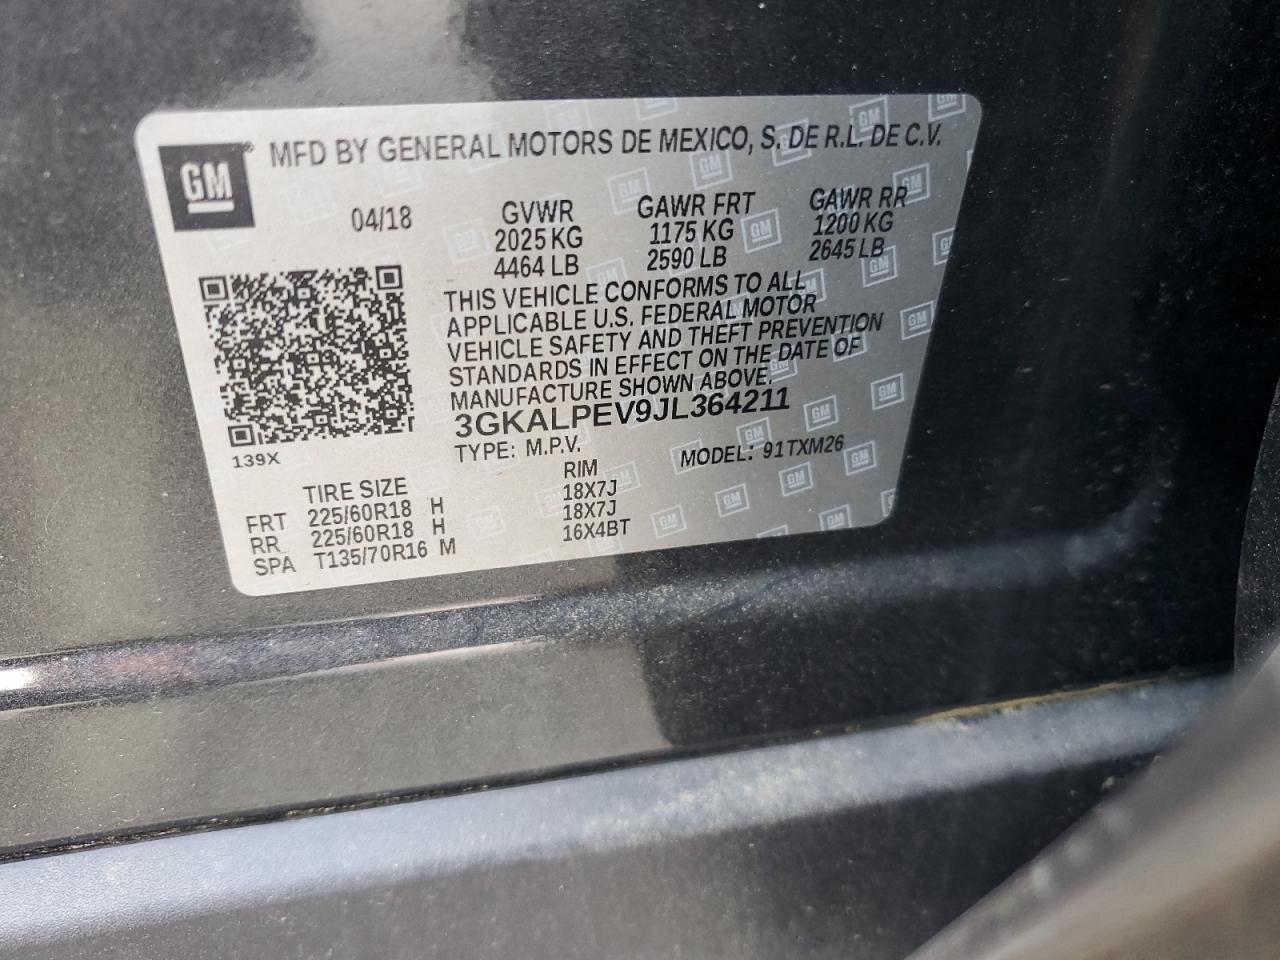 GM
MFD BY GENERAL MOTORS DE MEXICO, S. DE R.L. DE C.V.
04/18 GVWR GAWR FRT GAWR RR
2025 KG 1175 KG 1200 KG
4464 LB 2590 LB 2645 LB
THIS VEHICLE CONFORMS TO ALL
APPLICABLE U.S. FEDERAL MOTOR
VEHICLE SAFETY AND THEFT PREVENTION
STANDARDS IN EFFECT ON THE DATE OF
MANUFACTURE SHOWN ABOVE.
3GKALPEV9JL364211
139X
TYPE: M.P.V. MODEL: 91TXM26
TIRE SIZE RIM
FRT 225/60R18 H 18X7J
RR 225/60R18 H 18X7J
SPA T135/70R16 M 16X4BT